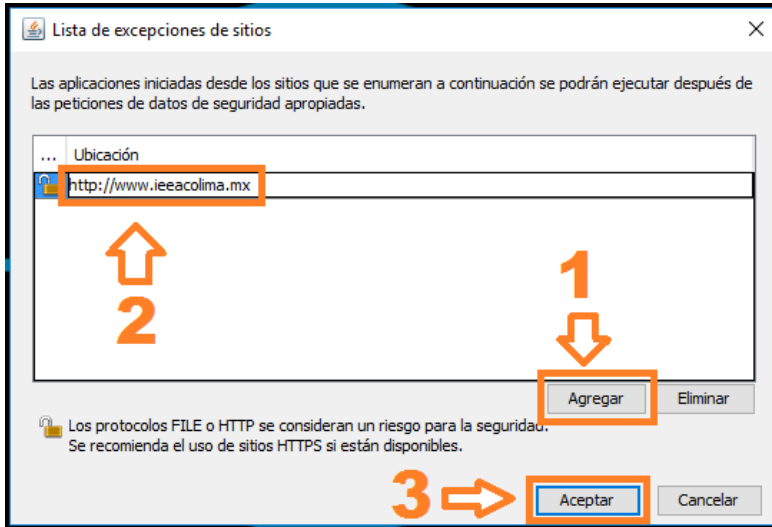 Lista de excepciones de sitios
Las aplicaciones iniciadas desde los sitios que se enumeran a continuación se podrán ejecutar después de
las peticiones de datos de seguridad apropiadas.
... Ubicación
http://www.ieeacolima.mx
1
2
Agregar Eliminar
Los protocolos FILE o HTTP se consideran un riesgo para la seguridad.
Se recomienda el uso de sitios HTTPS si están disponibles.
3 Aceptar Cancelar